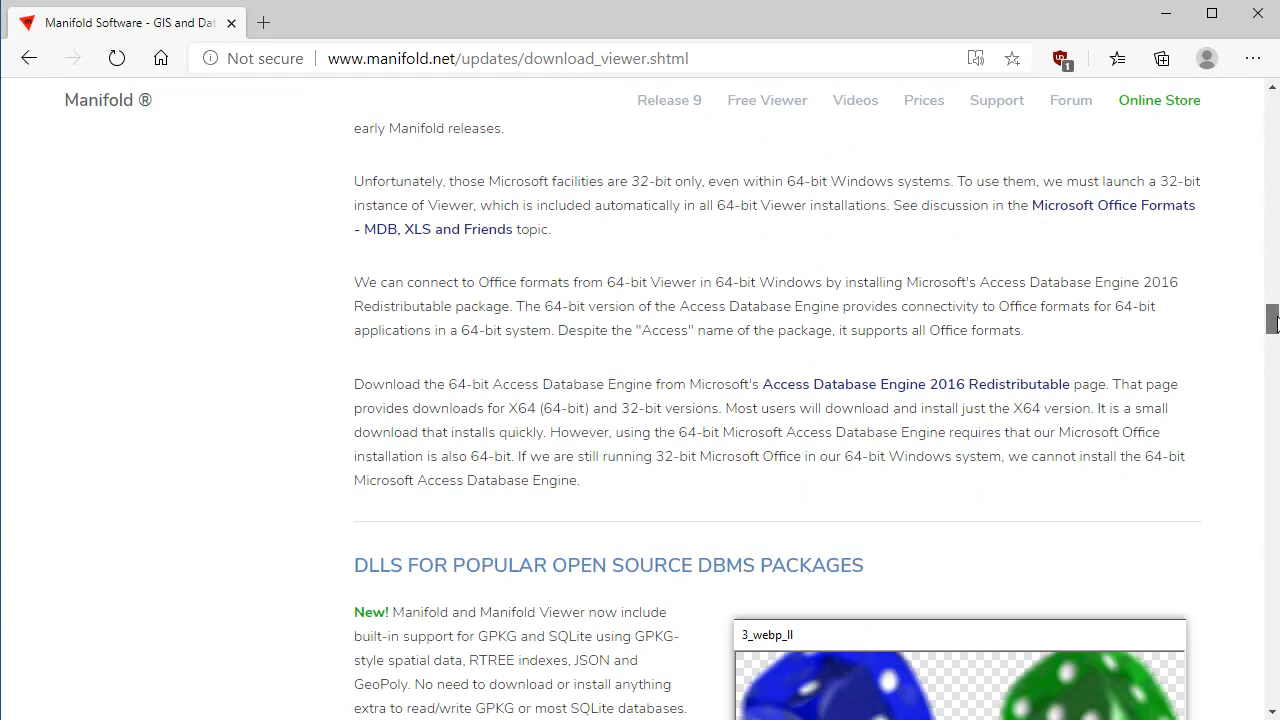 Manifold Software - GIS and Dat
Not secure
www.manifold.net/updates/download_viewer.shtml
1
Manifold ®
Release 9
Free Viewer
Videos
Prices
Support
Forum
Online Store
early Manifold releases.
Unfortunately, those Microsoft facilities are 32-bit only, even within 64-bit Windows systems. To use them, we must launch a 32-bit
instance of Viewer, which is included automatically in all 64-bit Viewer installations. See discussion in the Microsoft Office Formats
- MDB, XLS and Friends topic.
We can connect to Office formats from 64-bit Viewer in 64-bit Windows by installing Microsoft's Access Database Engine 2016
Redistributable package. The 64-bit version of the Access Database Engine provides connectivity to Office formats for 64-bit
applications in a 64-bit system. Despite the "Access" name of the package, it supports all Office formats.
Download the 64-bit Access Database Engine from Microsoft's Access Database Engine 2016 Redistributable page. That page
provides downloads for X64 (64-bit) and 32-bit versions. Most users will download and install just the X64 version. It is a small
download that installs quickly. However, using the 64-bit Microsoft Access Database Engine requires that our Microsoft Office
installation is also 64-bit. If we are still running 32-bit Microsoft Office in our 64-bit Windows system, we cannot install the 64-bit
Microsoft Access Database Engine.
DLLS FOR POPULAR OPEN SOURCE DBMS PACKAGES
New! Manifold and Manifold Viewer now include
built-in support for GPKG and SQLite using GPKG-
style spatial data, RTREE indexes, JSON and
GeoPoly. No need to download or install anything
extra to read/write GPKG or most SQLite databases.
3_webp_ll